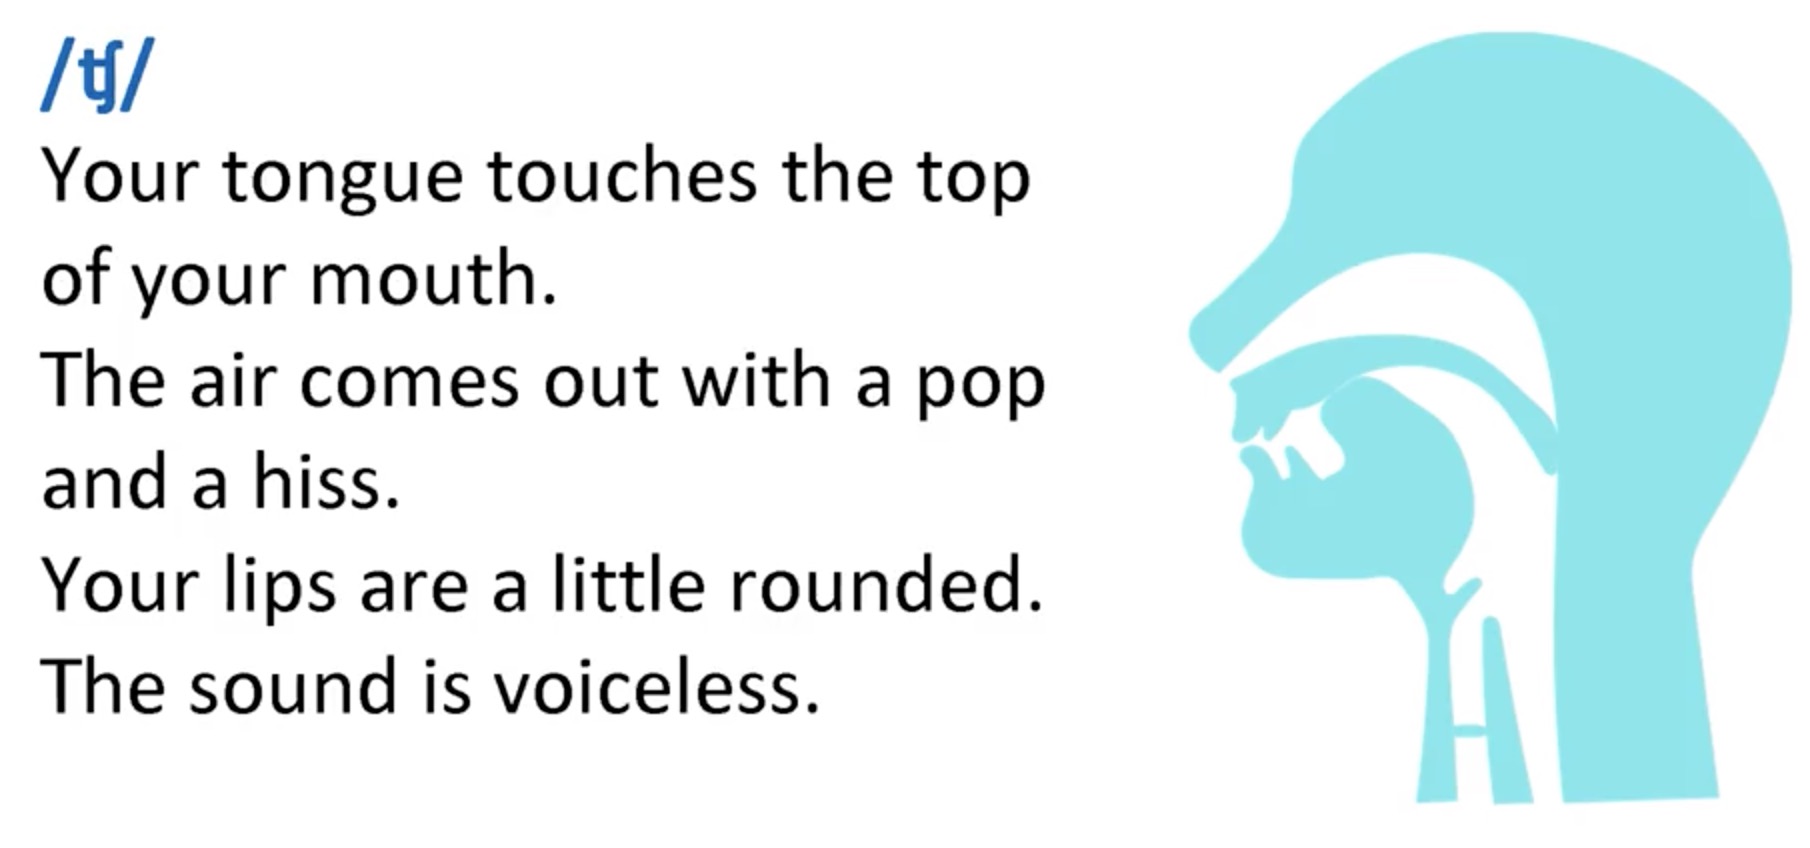 /ʧ/
Your tongue touches the top
of your mouth.
The air comes out with a pop
and a hiss.
Your lips are a little rounded.
The sound is voiceless.